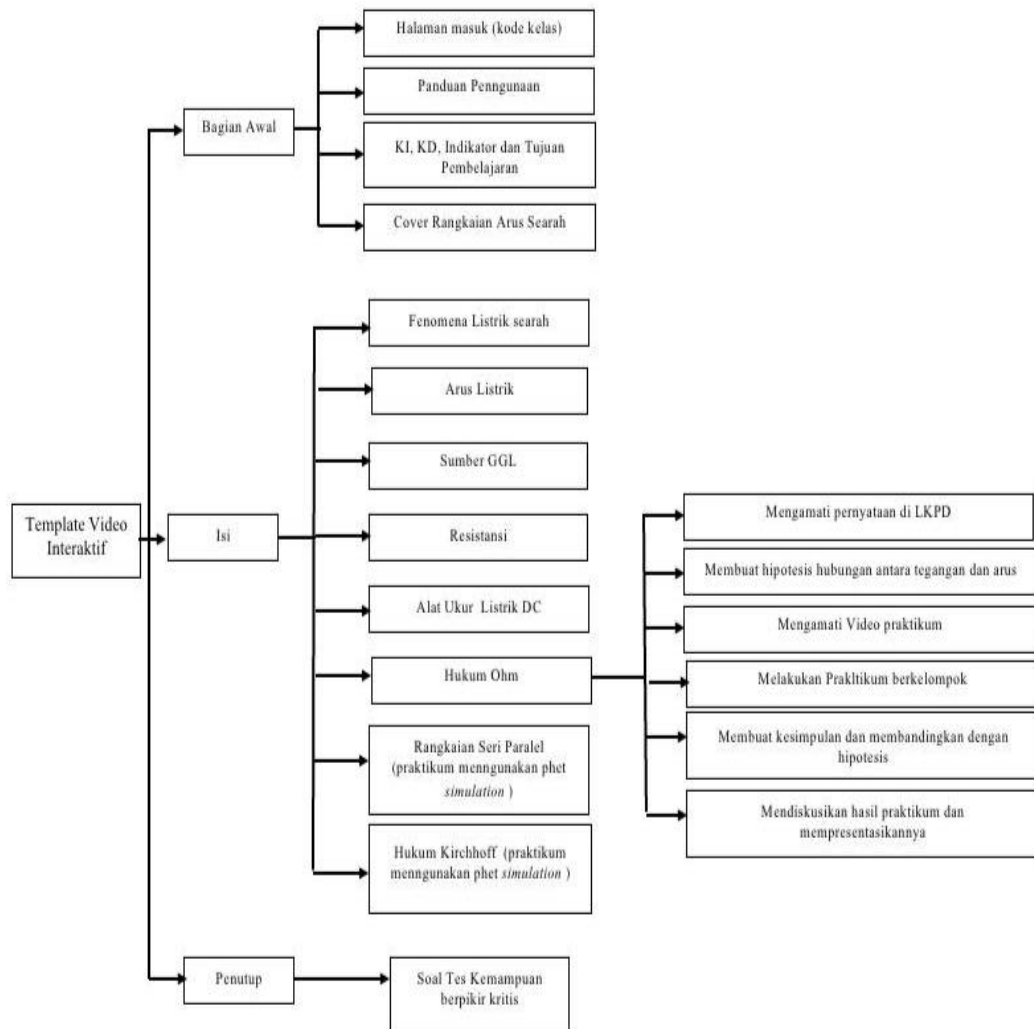 Halaman masuk (kode kelas)
Panduan Penngunaan
Bagian Awal
KI, KD, Indikator dan Tujuan
Pembelajaran
Cover Rangkaian Arus Searah
Fenomena Listrik searah
Arus Listrik
Sumber GGL
Template Video
Interaktif
Isi
Resistansi
Alat Ukur Listrik DC
Hukum Ohm
Rangkaian Seri Paralel
(praktikum menngunakan phet
simulation )
Hukum Kirchhoff (praktikum
menngunakan phet simulation )
Mengamati pernyataan di LKPD
Membuat hipotesis hubungan antara tegangan dan arus
Mengamati Video praktikum
Melakukan Prakltikum berkelompok
Membuat kesimpulan dan membandingkan dengan
hipotesis
Mendiskusikan hasil praktikum dan
mempresentasikannya
Penutup
Soal Tes Kemampuan
berpikir kritis